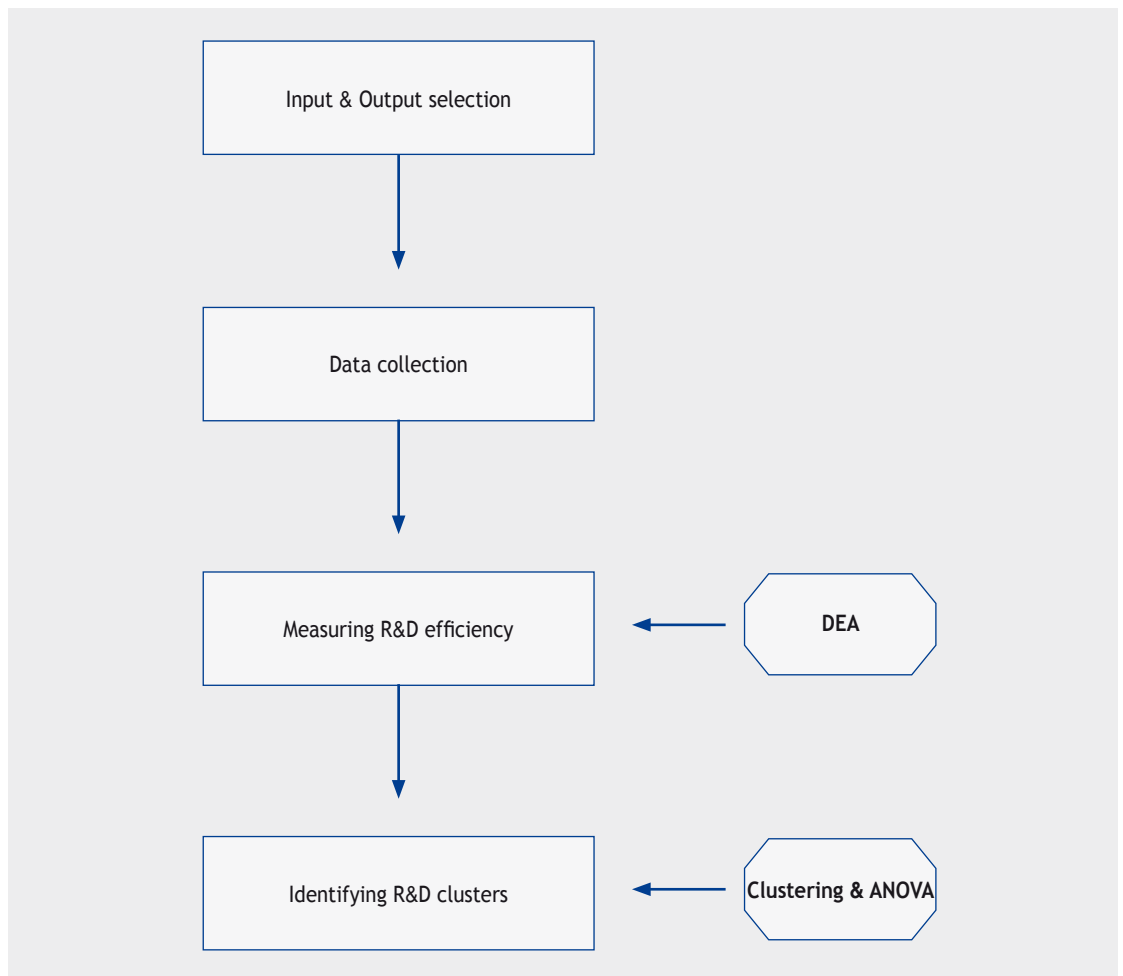 Input & Output selection
Data collection
Measuring R&D efficiency
DEA
Identifying R&D clusters
Clustering & ANOVA